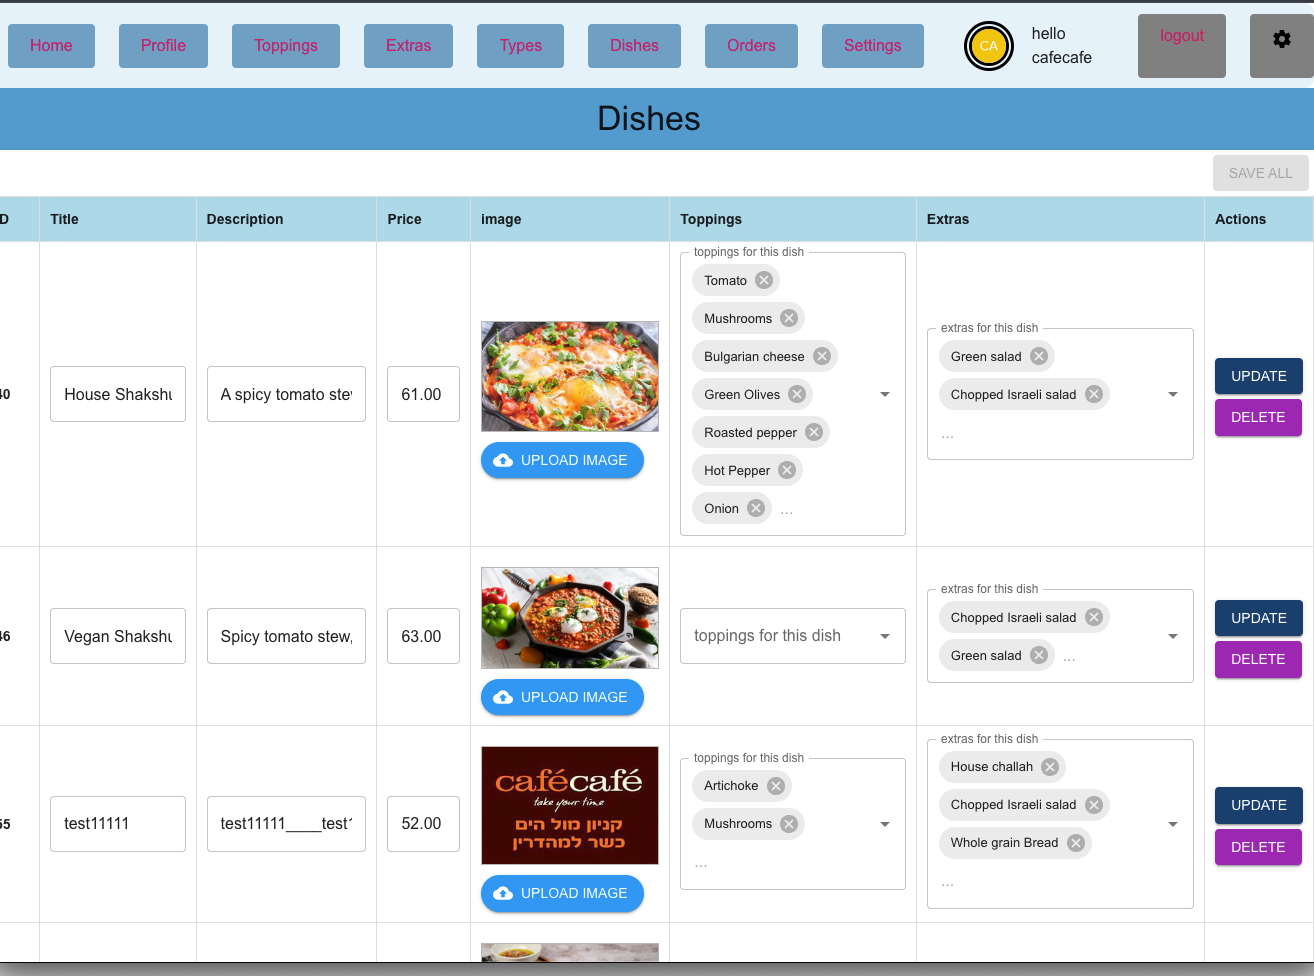 Home
Profile
Toppings
Extras
Types
Dishes
Orders
Settings
CA
hello
cafecafe
logout
Dishes
SAVE ALL
D
Title
Description
Price
image
Toppings
Extras
Actions
40
House Shakshu
A spicy tomato stew
61.00
UPLOAD IMAGE
toppings for this dish
Tomato
Mushrooms
Bulgarian cheese
Green Olives
Roasted pepper
Hot Pepper
Onion
...
extras for this dish
Green salad
Chopped Israeli salad
...
UPDATE
DELETE
46
Vegan Shakshu
Spicy tomato stew,
63.00
UPLOAD IMAGE
toppings for this dish
extras for this dish
Chopped Israeli salad
Green salad
...
UPDATE
DELETE
55
test11111
test11111____test1
52.00
cafécafé
take your time
קניון מול הים
כשר למהדרין
UPLOAD IMAGE
toppings for this dish
Artichoke
Mushrooms
...
extras for this dish
House challah
Chopped Israeli salad
Whole grain Bread
...
UPDATE
DELETE